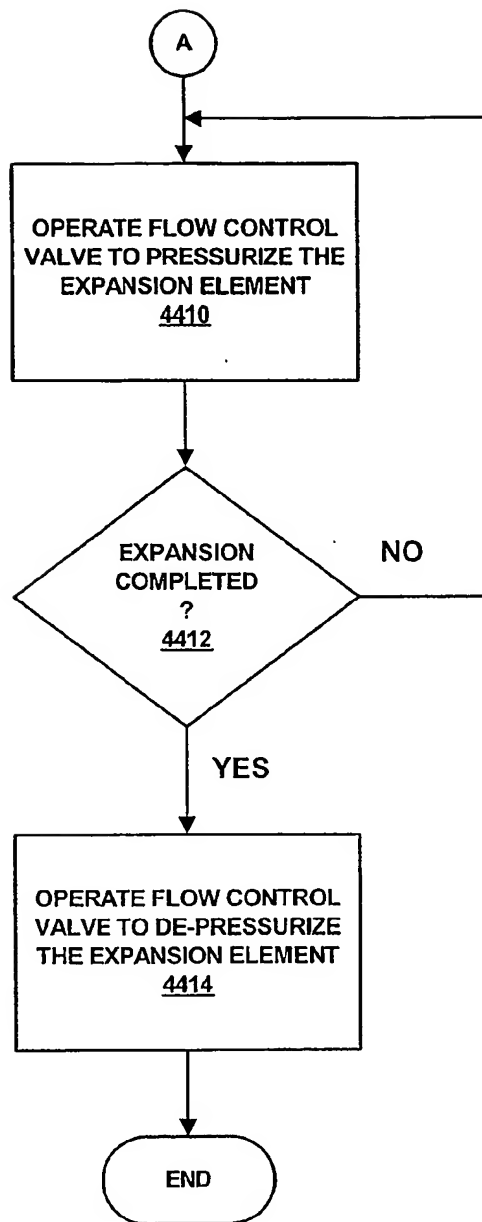 A
OPERATE FLOW CONTROL
VALVE TO PRESSURIZE THE
EXPANSION ELEMENT
4410
EXPANSION
COMPLETED
?
4412
NO
YES
OPERATE FLOW CONTROL
VALVE TO DE-PRESSURIZE
THE EXPANSION ELEMENT
4414
END